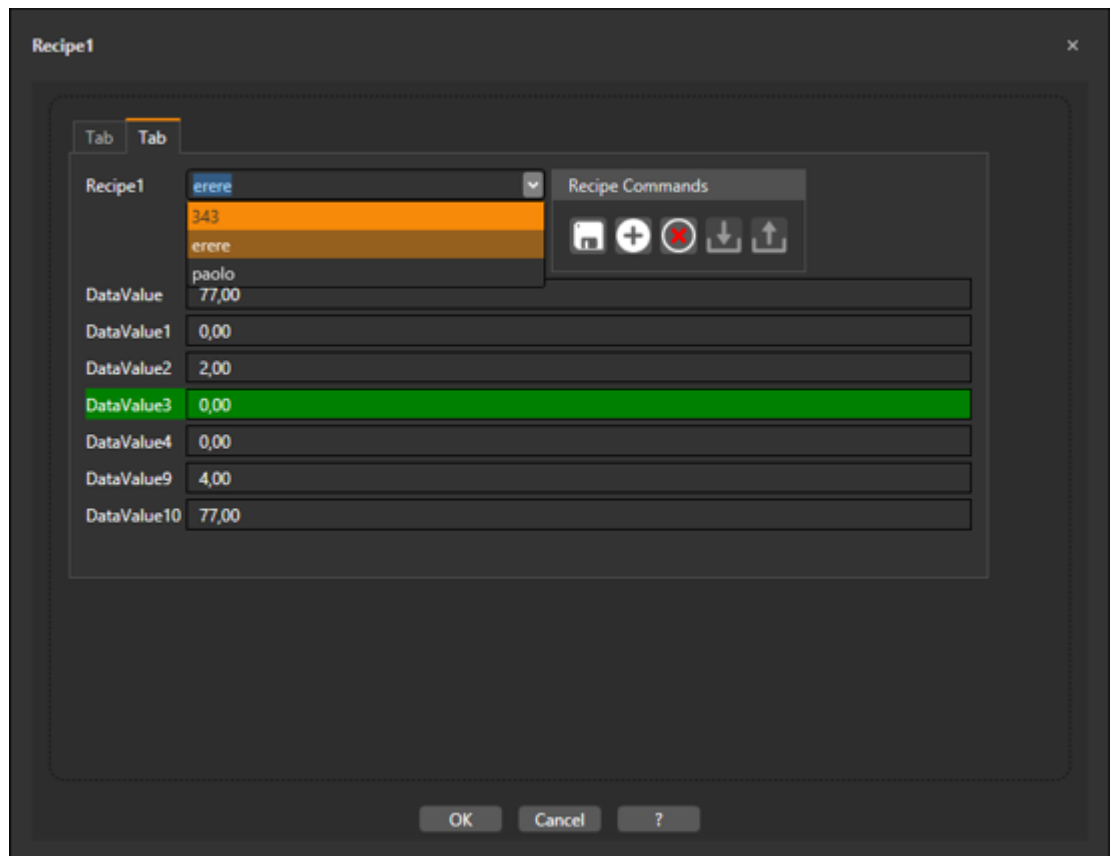 Recipe1
Tab Tab
Recipe1 erere Recipe Commands
343
erere
paolo
DataValue 77,00
DataValue1 0,00
DataValue2 2,00
DataValue3 0,00
DataValue4 0,00
DataValue9 4,00
DataValue10 77,00
OK Cancel ?